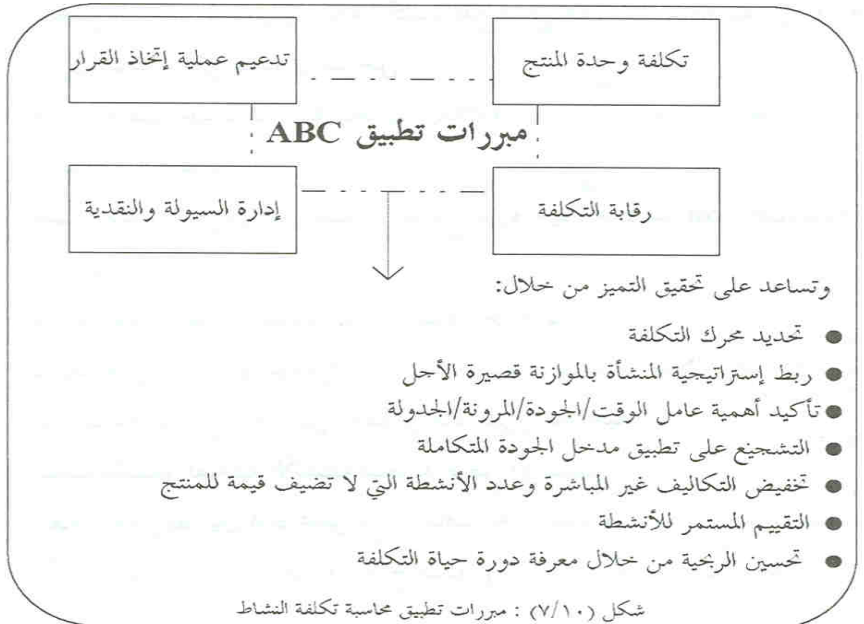 تكلفة وحدة المنتج
تدعيم عملية إتخاذ القرار
مبررات تطبيق ABC
رقابة التكلفة
إدارة السيولة والنقدية
وتساعد على تحقيق التميز من خلال:
● تحديد محرك التكلفة
● ربط إستراتيجية المنشأة بالموازنة قصيرة الأجل
● تأكيد أهمية عامل الوقت/الجودة/المرونة/الجدولة
● التشجيع على تطبيق مدخل الجودة المتكاملة
● تخفيض التكاليف غير المباشرة وعدد الأنشطة التي لا تضيف قيمة للمنتج
● التقييم المستمر للأنشطة
● تحسين الربحية من خلال معرفة دورة حياة التكلفة
شكل (٧/١٠) : مبررات تطبيق محاسبة تكلفة النشاط